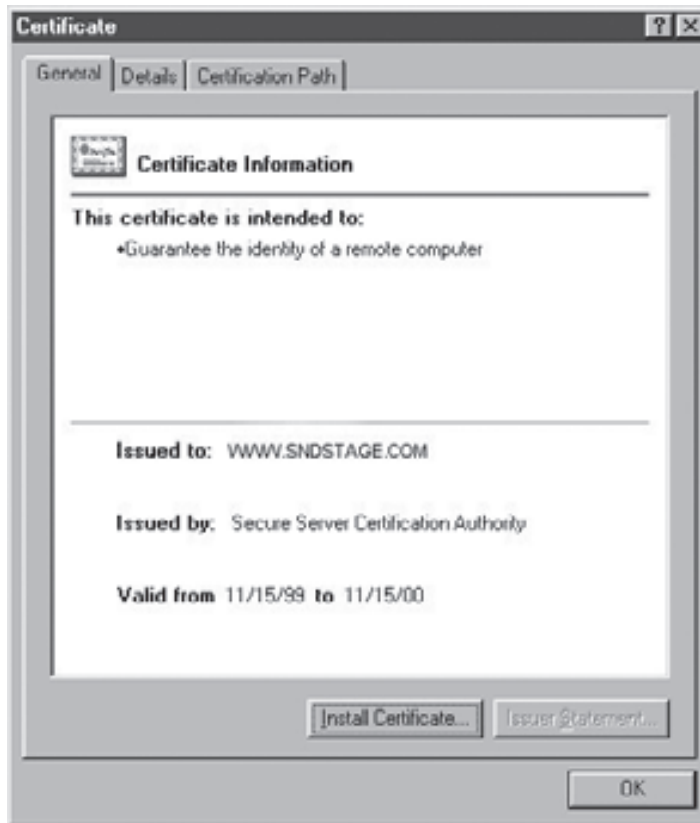 Certificate
General Details Certification Path
Certificate Information
This certificate is intended to:
•Guarantee the identity of a remote computer
Issued to: WWW.SNDSTAGE.COM
Issued by: Secure Server Certification Authority
Valid from 11/15/99 to 11/15/00
Install Certificate... Issuer Statement...
OK